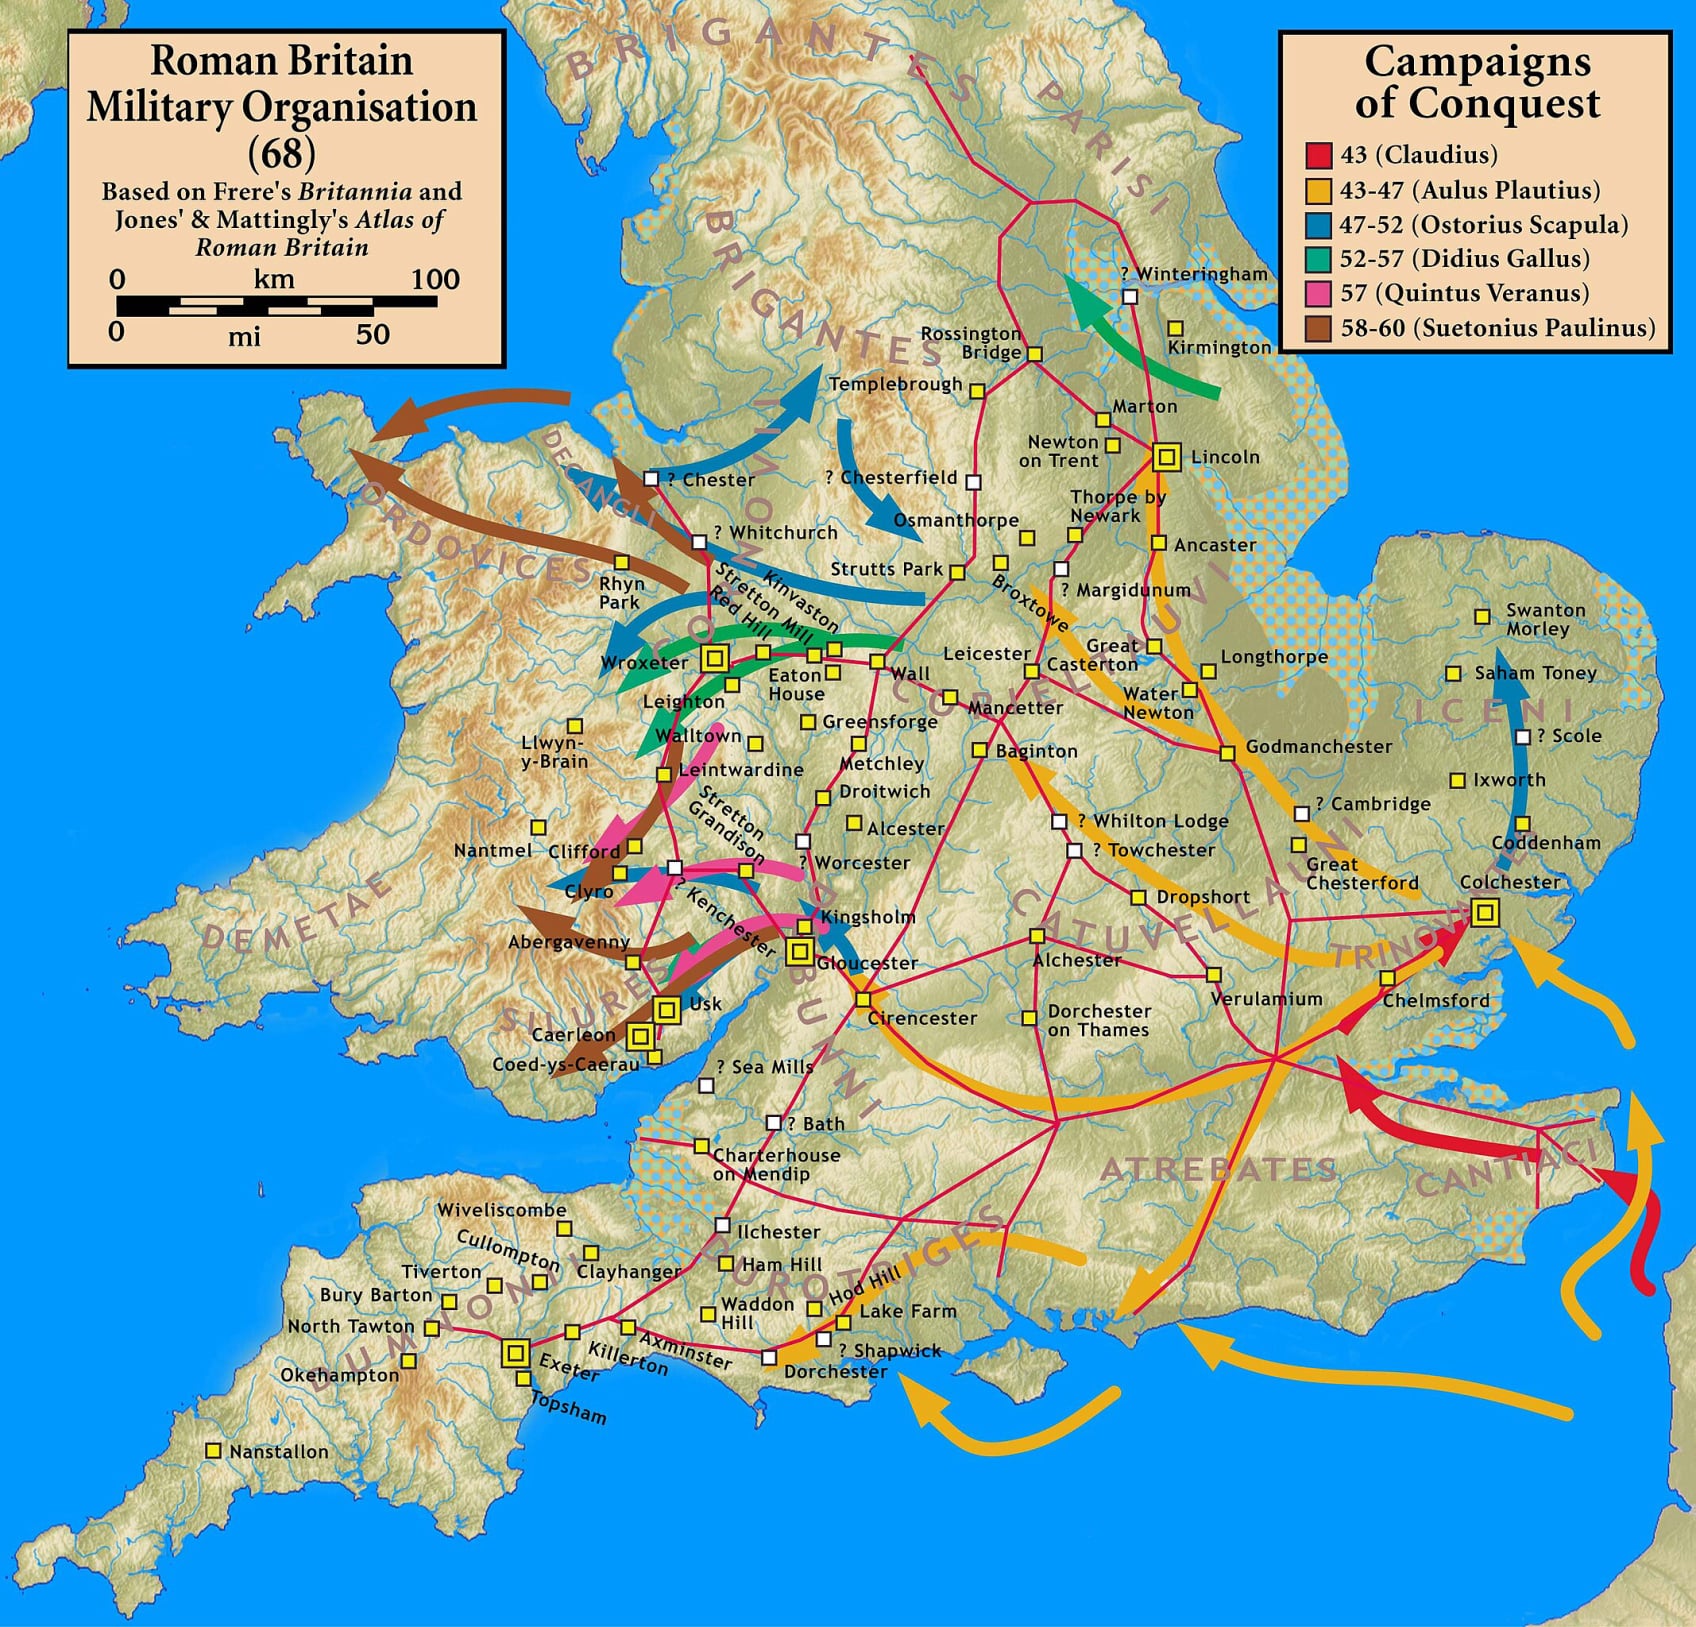 Roman Britain
Military Organisation
(68)
Based on Frere's Britannia and
Jones' & Mattingly's Atlas of
Roman Britain
0 km 100
0 mi 50
Campaigns
of Conquest
43 (Claudius)
43-47 (Aulus Plautius)
47-52 (Ostorius Scapula)
52-57 (Didius Gallus)
57 (Quintus Veranus)
58-60 (Suetonius Paulinus)
BRIGANTES
PARISI
BRIGANTES
? Winteringham
Kirmington
Rossington
Bridge
Templebrough
Marton
Newton
on Trent
Lincoln
DECANGLI
? Chester
? Chesterfield
Thorpe by
Newark
ORDOVICES
CORNOVII
? Whitchurch
Osmanthorpe
Ancaster
Rhyn
Park
Strutts Park
Broxtowe
? Margidunum
Stretton Mill
Kinvaston
Red Hill
Swanton
Morley
Wroxeter
Wall
Leicester
Great
Casterton
Longthorpe
Saham Toney
Eaton
House
CORIELTAUVI
Leighton
Water
Newton
Mancetter
ICENI
Greensforge
Walltown
? Scole
Llwyn-
y-Brain
Metchley
Baginton
Godmanchester
Leintwardine
Ixworth
Droitwich
Stretton
Grandison
? Cambridge
Alcester
? Whilton Lodge
Nantmel
Clifford
Coddenham
? Towchester
? Worcester
Great
Chesterford
Clyro
Colchester
? Kenchester
Dropshort
DEMETAE
Kingsholm
CATUVELLAUNI
TRINOVANTES
Abergavenny
Gloucester
Alchester
SILURES
Usk
DOBUNNI
Verulamium
Chelmsford
Caerleon
Cirencester
Dorchester
on Thames
Coed-ys-Caerau
? Sea Mills
? Bath
Charterhouse
on Mendip
ATREBATES
CANTIACI
Wiveliscombe
Ilchester
Cullompton
DUROTRIGES
Tiverton
Clayhanger
Ham Hill
Bury Barton
Hod Hill
Waddon
Hill
Lake Farm
North Tawton
DUMNONII
Axminster
? Shapwick
Killerton
Exeter
Dorchester
Okehampton
Topsham
Nanstallon